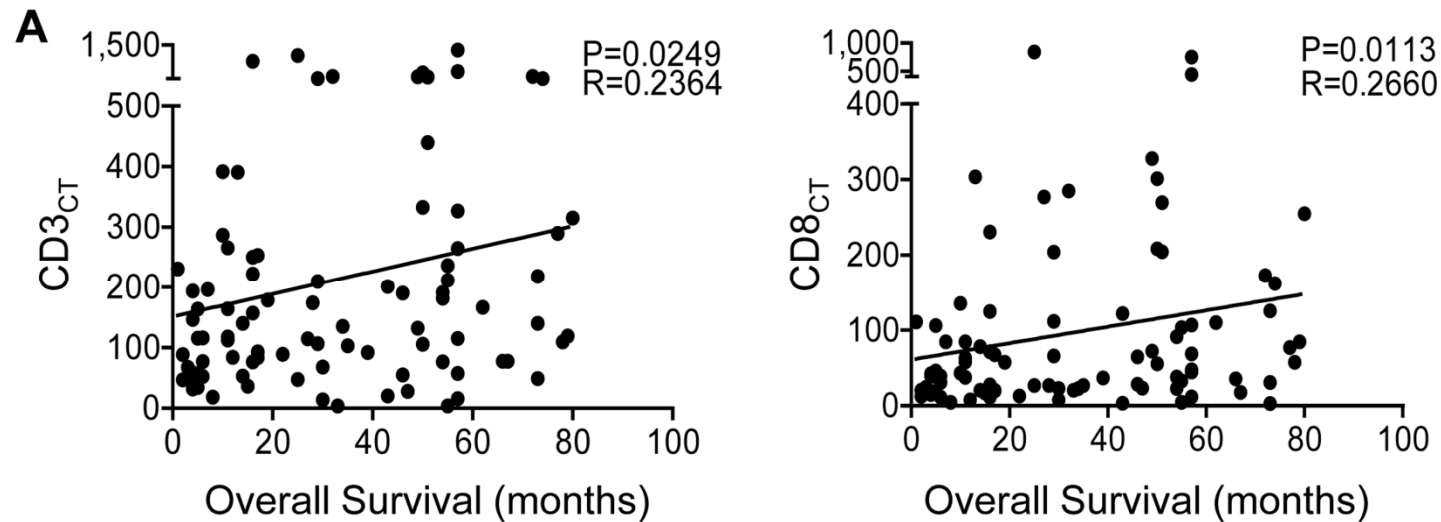 A
1,500
500
400
300
200
100
0
CD3CT
P=0.0249
R=0.2364
0 20 40 60 80 100
Overall Survival (months)
1,000
500
400
300
200
100
0
CD8CT
P=0.0113
R=0.2660
0 20 40 60 80 100
Overall Survival (months)